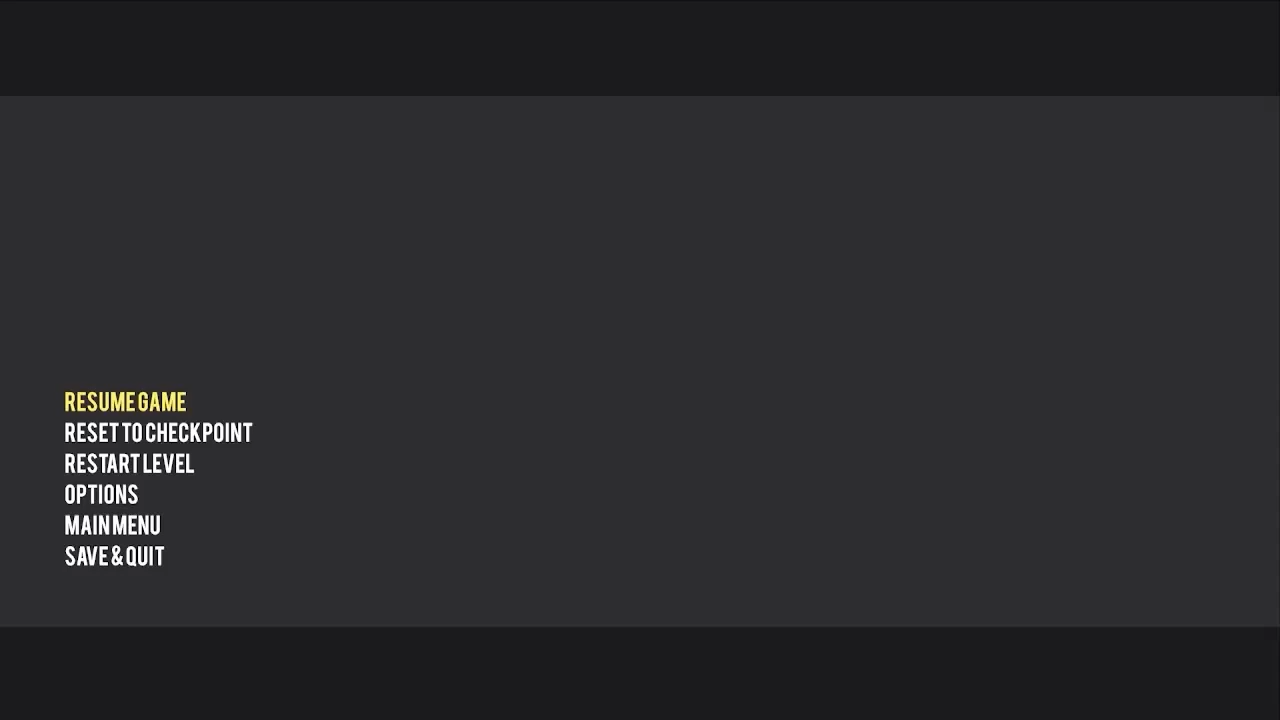 RESUME GAME
RESET TO CHECKPOINT
RESTART LEVEL
OPTIONS
MAIN MENU
SAVE & QUIT